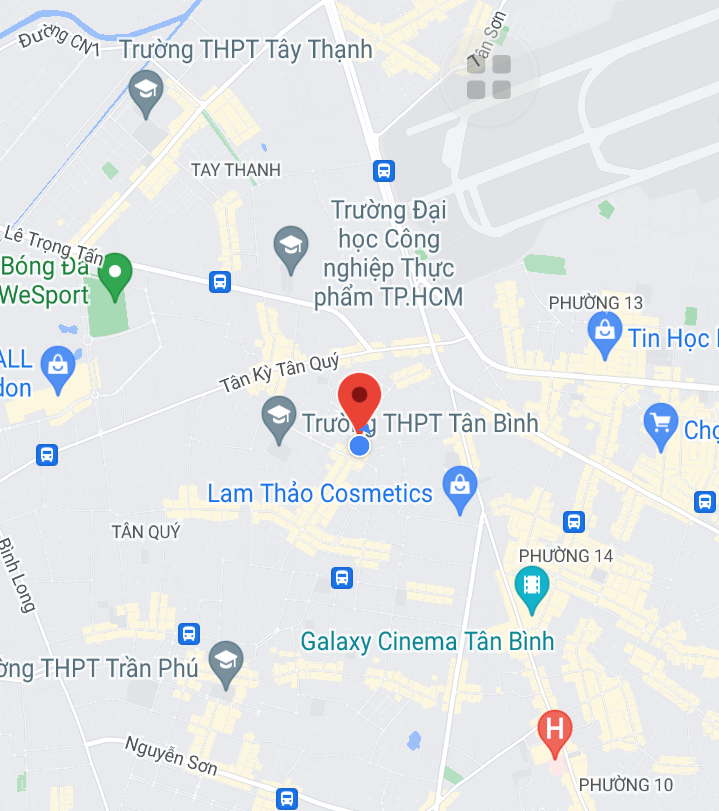 Đường CN1
Trường THPT Tây Thạnh
Tân Sơn
TAY THANH
Trường Đại
học Công
nghiệp Thực
phẩm TP.HCM
Lê Trọng Tấn
Bóng Đá
WeSport
PHƯỜNG 13
Tin Học
ALL
don
Tân Kỳ Tân Quý
Trường THPT Tân Bình
Chợ
Lam Thảo Cosmetics
TÂN QUÝ
PHƯỜNG 14
Bình Long
Galaxy Cinema Tân Bình
ờng THPT Trần Phú
H
Nguyễn Sơn
PHƯỜNG 10